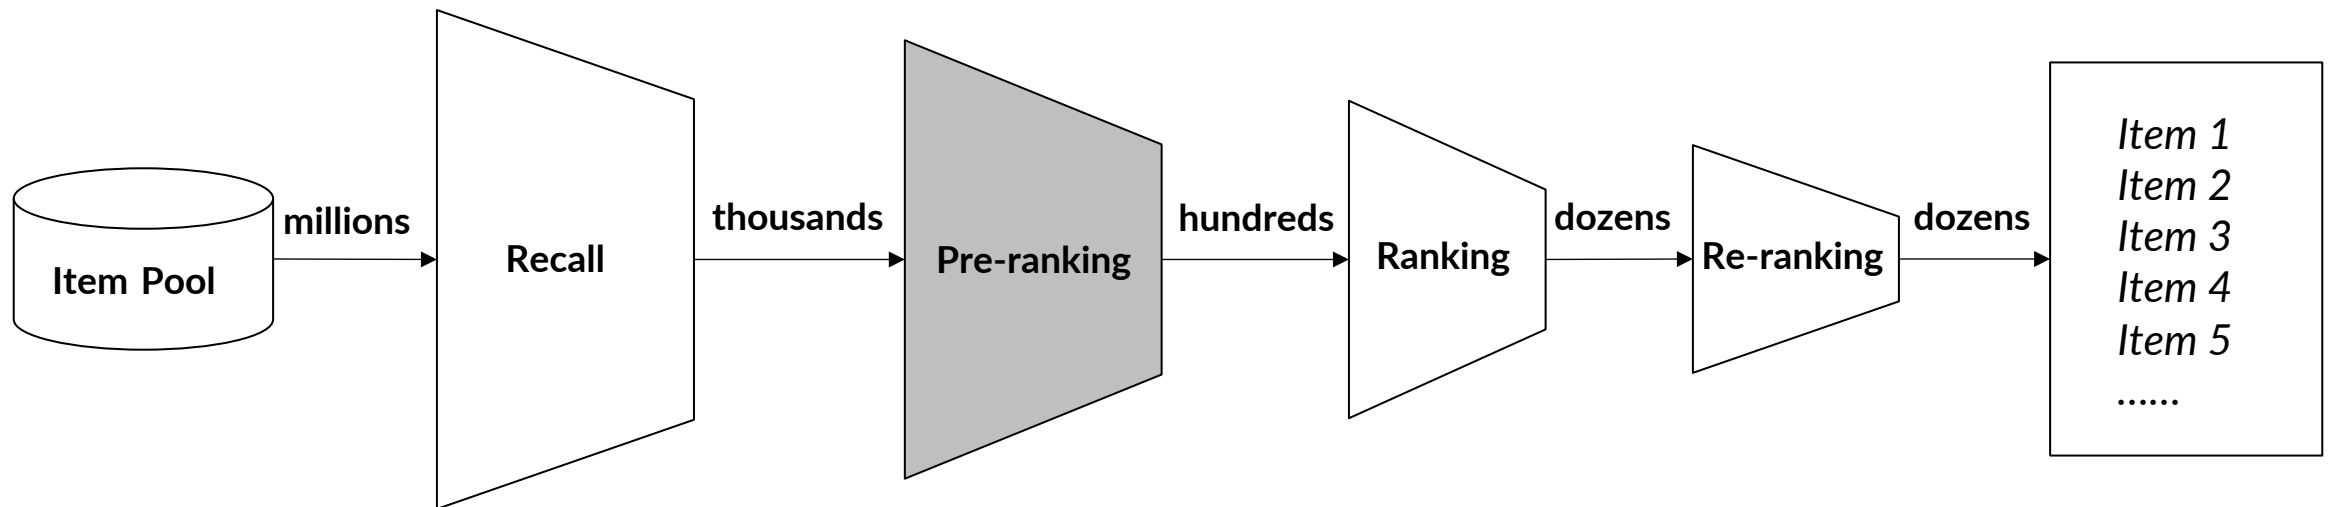 Item Pool
millions
Recall
thousands
Pre-ranking
hundreds
Ranking
dozens
Re-ranking
dozens
Item 1
Item 2
Item 3
Item 4
Item 5
......